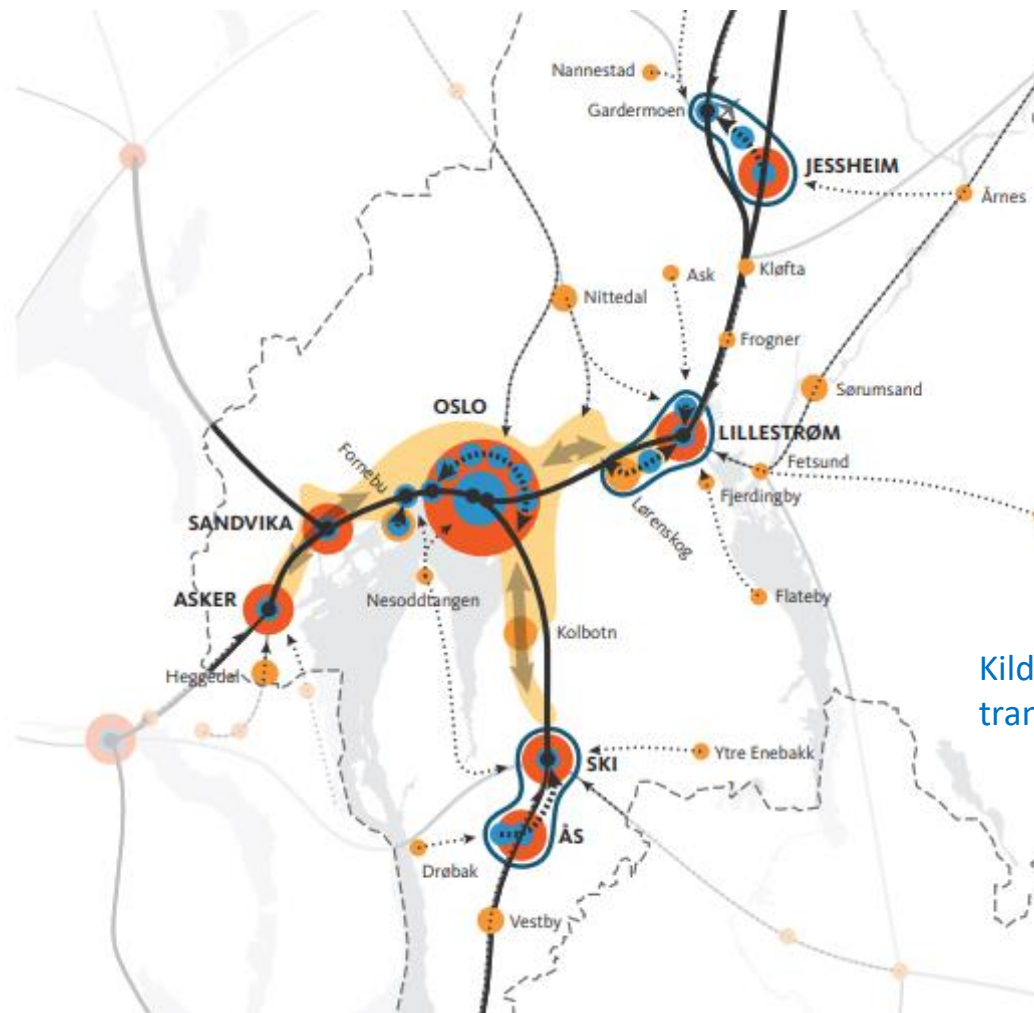 Nannestad
Gardermoen
JESSHEIM
Årnes
Kløfta
Ask
Nittedal
Frogner
Sørumsand
OSLO
LILLESTRØM
Fornebu
Fetsund
Fjerdingby
SANDVIKA
Lørenskog
ASKER
Nesoddtangen
Flateby
Kolbotn
Heggedal
Kild
tran
SKI
Ytre Enebakk
ÅS
Drøbak
Vestby